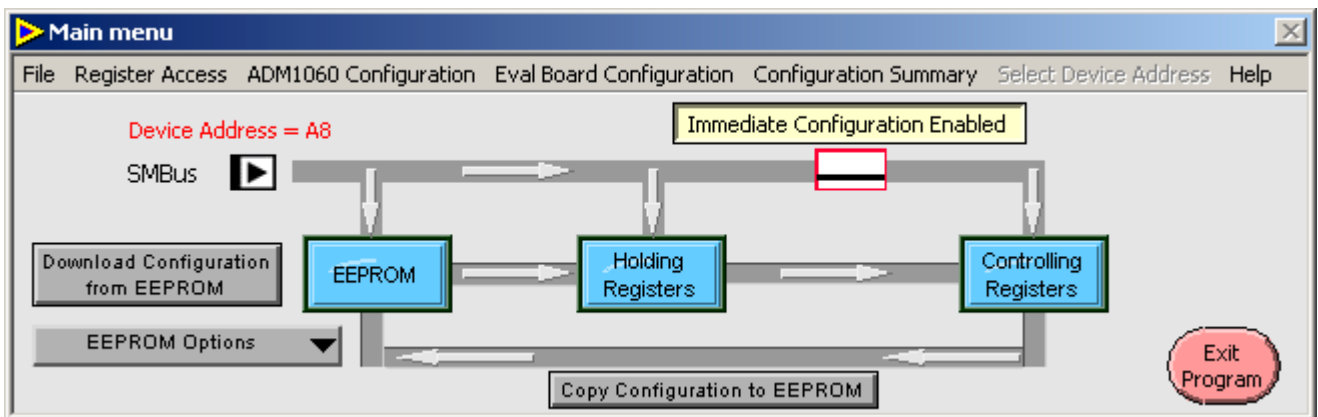 Main menu
File Register Access ADM1060 Configuration Eval Board Configuration Configuration Summary Select Device Address Help
Device Address = A8
Immediate Configuration Enabled
SMBus
Download Configuration
from EEPROM
EEPROM
Holding
Registers
Controlling
Registers
EEPROM Options
Copy Configuration to EEPROM
Exit
Program